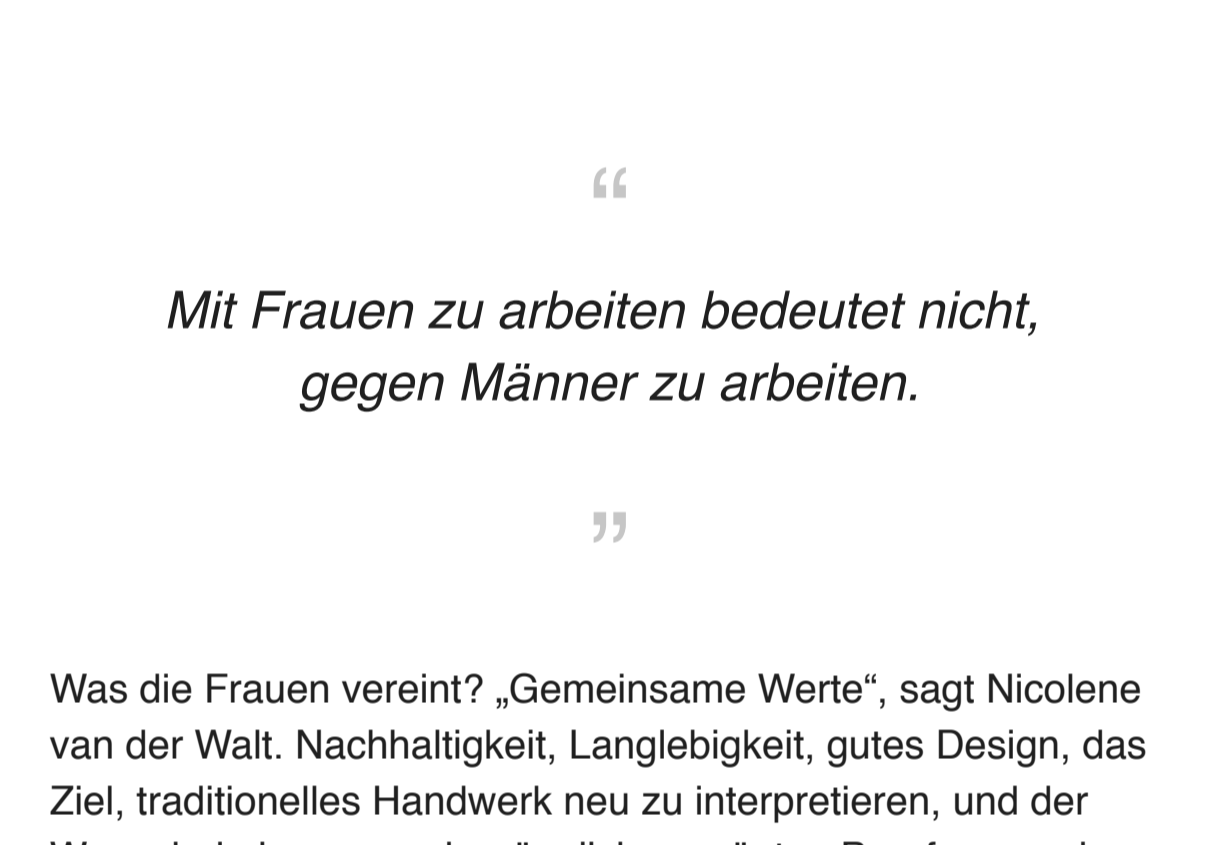 “
Mit Frauen zu arbeiten bedeutet nicht,
gegen Männer zu arbeiten.
”
Was die Frauen vereint? „Gemeinsame Werte“, sagt Nicolene
van der Walt. Nachhaltigkeit, Langlebigkeit, gutes Design, das
Ziel, traditionelles Handwerk neu zu interpretieren, und der